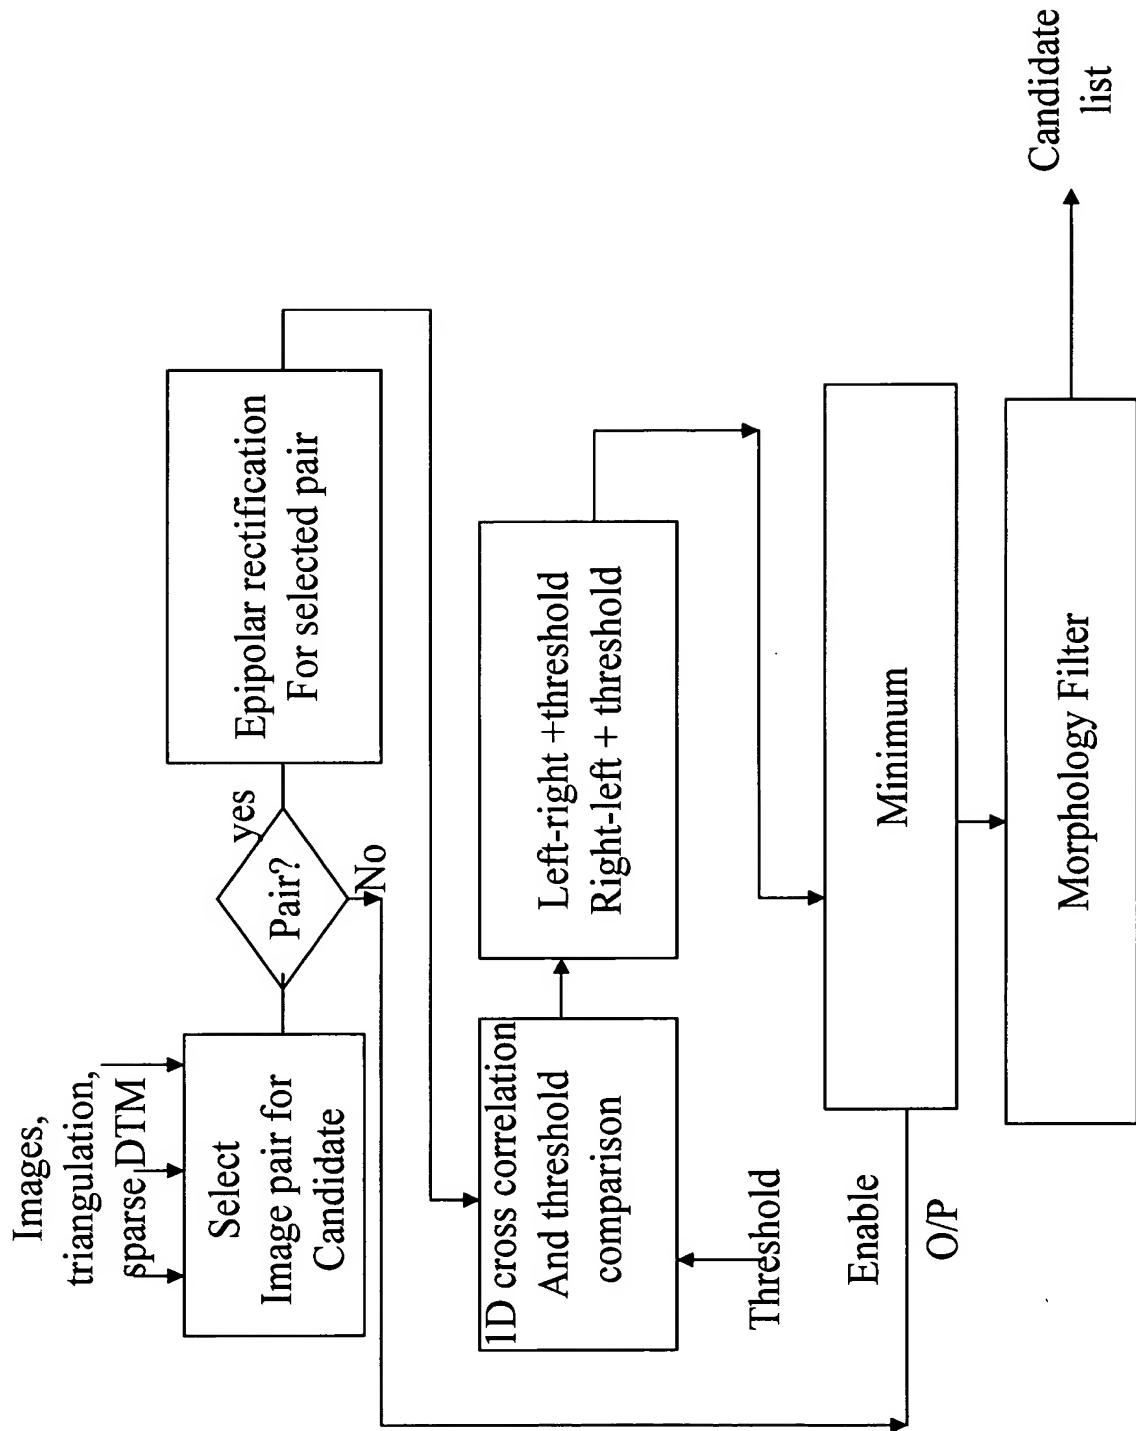 Images,
triangulation,
sparse DTM
Select
Image pair for
Candidate
Pair?
yes
No
Epipolar rectification
For selected pair
1D cross correlation
And threshold
comparison
Threshold
Left-right +threshold
Right-left + threshold
Enable
O/P
Minimum
Morphology Filter
Candidate
list